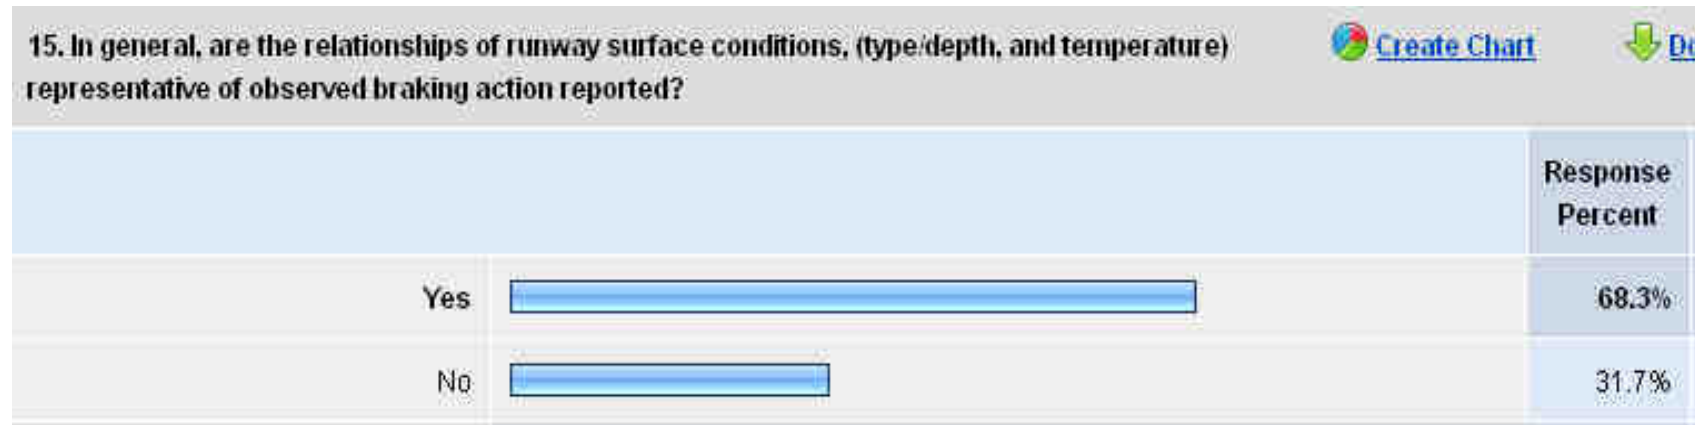 15. In general, are the relationships of runway surface conditions, (type/depth, and temperature)
representative of observed braking action reported?
Create Chart
Response
Percent
Yes 68.3%
No 31.7%